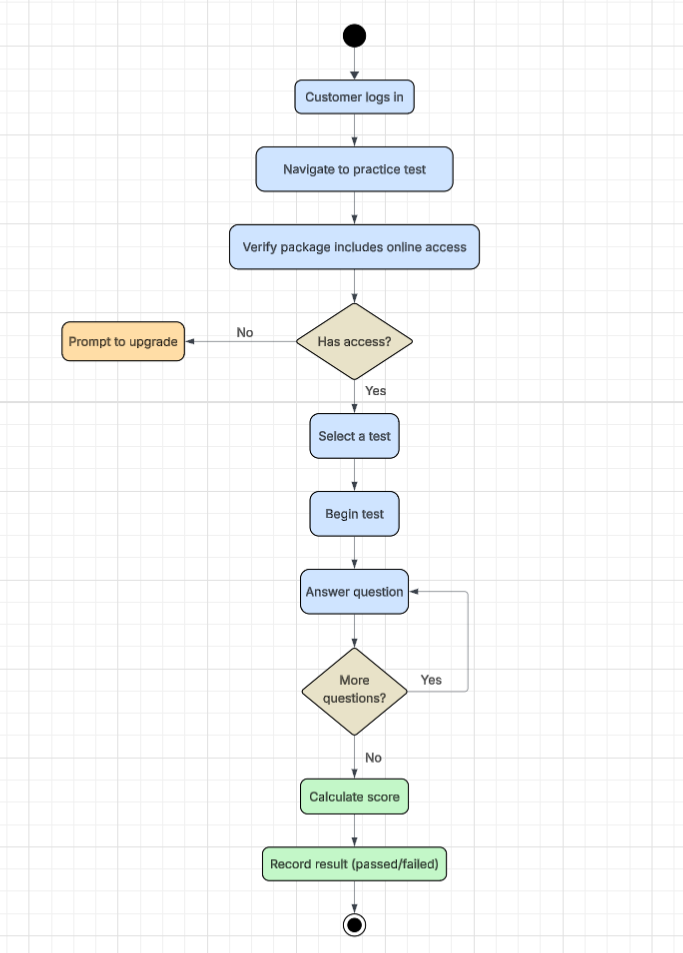 Customer logs in
Navigate to practice test
Verify package includes online access
No
Prompt to upgrade
Has access?
Yes
Select a test
Begin test
Answer question
More
questions?
Yes
No
Calculate score
Record result (passed/failed)